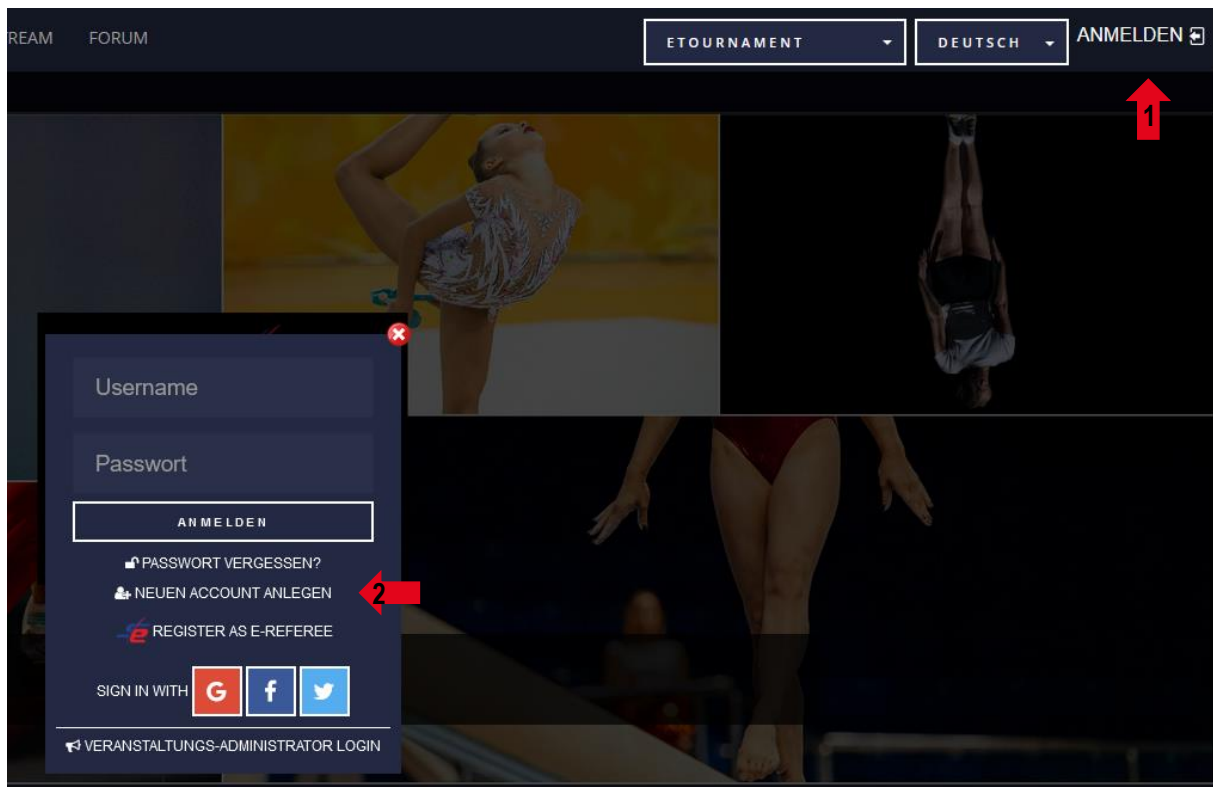 REAM FORUM ETOURNAMENT DEUTSCH ANMELDEN
1
Username
Passwort
ANMELDEN
PASSWORT VERGESSEN?
NEUEN ACCOUNT ANLEGEN 2
e REGISTER AS E-REFEREE
SIGN IN WITH G f
VERANSTALTUNGS-ADMINISTRATOR LOGIN